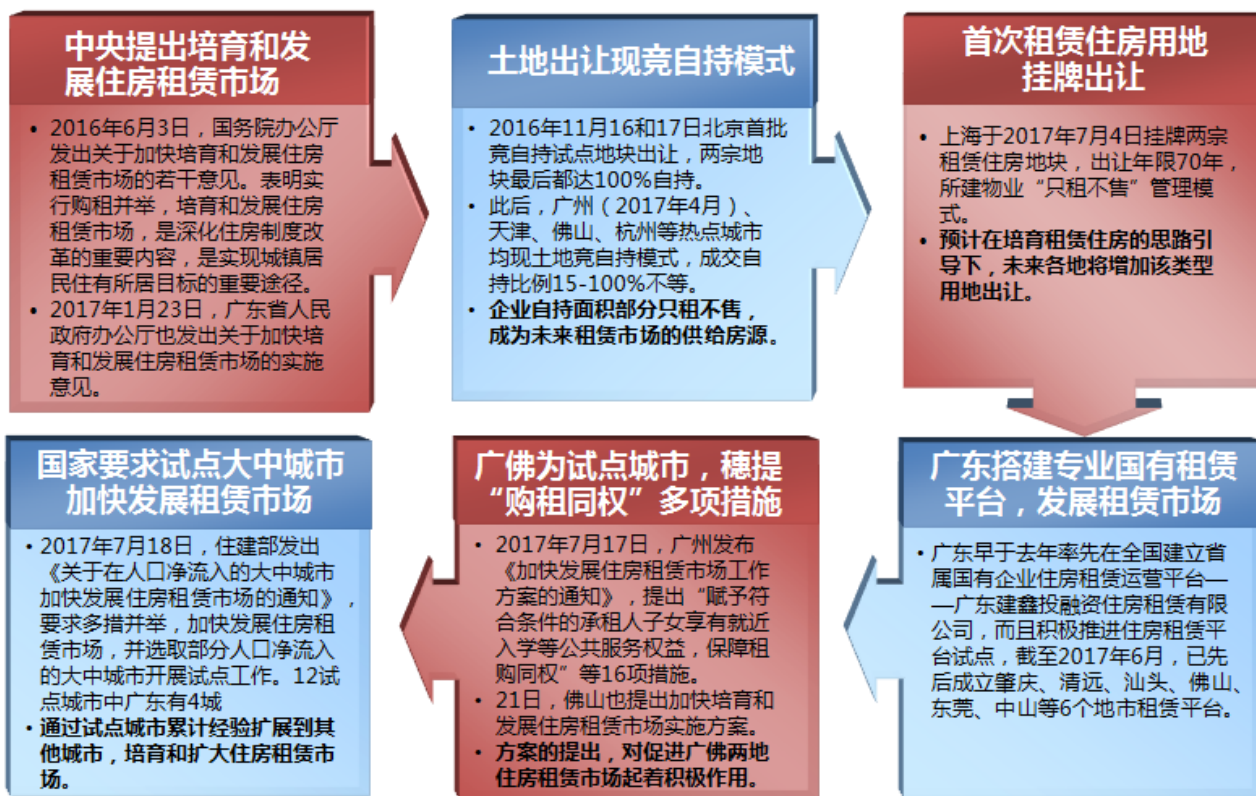 中央提出培育和发
展住房租赁市场
• 2016年6月3日，国务院办公厅
发出关于加快培育和发展住房
租赁市场的若干意见。表明实
行购租并举，培育和发展住房
租赁市场，是深化住房制度改
革的重要内容，是实现城镇居
民住有所居目标的重要途径。
• 2017年1月23日，广东省人民
政府办公厅也发出关于加快培
育和发展住房租赁市场的实施
意见。
土地出让现竞自持模式
• 2016年11月16和17日北京首批
竞自持试点地块出让，两宗地
块最后都达100%自持。
• 此后，广州（2017年4月）、
天津、佛山、杭州等热点城市
均现土地竞自持模式，成交自
持比例15-100%不等。
• 企业自持面积部分只租不售，
成为未来租赁市场的供给房源。
首次租赁住房用地
挂牌出让
• 上海于2017年7月4日挂牌两宗
租赁住房地块，出让年限70年，
所建物业“只租不售”管理模
式。
• 预计在培育租赁住房的思路引
导下，未来各地将增加该类型
用地出让。
广东搭建专业国有租赁
平台，发展租赁市场
• 广东早于去年率先在全国建立省
属国有企业住房租赁运营平台—
—广东建鑫投融资住房租赁有限
公司，而且积极推进住房租赁平
台试点，截至2017年6月，已先
后成立肇庆、清远、汕头、佛山、
东莞、中山等6个地市租赁平台。
广佛为试点城市，穗提
“购租同权”多项措施
• 2017年7月17日，广州发布
《加快发展住房租赁市场工作
方案的通知》，提出“赋予符
合条件的承租人子女享有就近
入学等公共服务权益，保障租
购同权”等16项措施。
• 21日，佛山也提出加快培育和
发展住房租赁市场实施方案。
• 方案的提出，对促进广佛两地
住房租赁市场起着积极作用。
国家要求试点大中城市
加快发展租赁市场
• 2017年7月18日，住建部发出
《关于在人口净流入的大中城市
加快发展住房租赁市场的通知》，
要求多措并举，加快发展住房租
赁市场，并选取部分人口净流入
的大中城市开展试点工作。12试
点城市中广东有4城
• 通过试点城市累计经验扩展到其
他城市，培育和扩大住房租赁市
场。